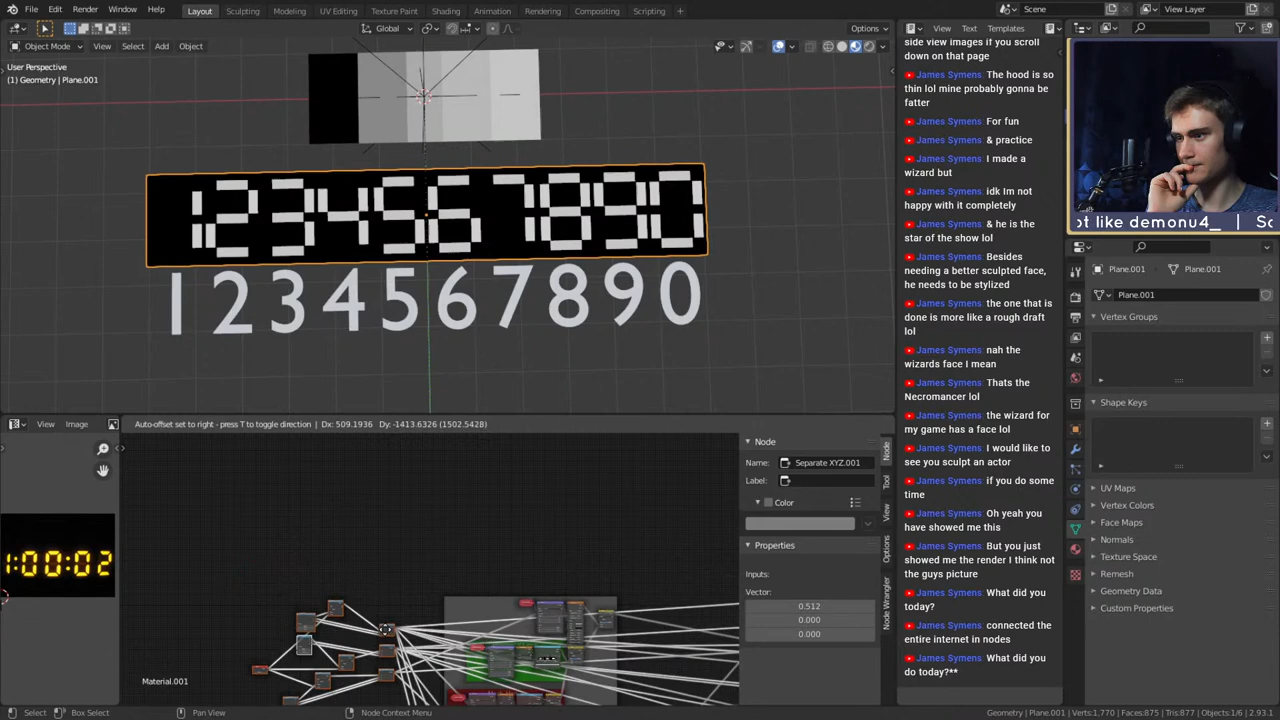 File Edit Render Window Help Layout Sculpting Modeling UV Editing Texture Paint Shading Animation Rendering Compositing Scripting + Scene View Layer
Global Options View Text Templates
Object Mode View Select Add Object
User Perspective
(1) Geometry | Plane.001
1234567890
1234567890
View Image
Auto-offset set to right - press T to toggle direction | Dx: 509.1936 Dy: -1413.6326 (1502.5428)
1:00:02
Material.001
Node
Name: Separate XYZ.001
Label:
Color
Properties
Inputs:
Vector:
0.512
0.000
0.000
Node
Tool
View
Options
Node Wrangler
side view images if you scroll
down on that page
James Symens: The hood is so
thin lol mine probably gonna be
fatter
James Symens: For fun
James Symens: & practice
James Symens: I made a
wizard but
James Symens: idk Im not
happy with it completely
James Symens: & he is the
star of the show lol
James Symens: Besides
needing a better sculpted face,
he needs to be stylized
James Symens: the one that is
done is more like a rough draft
lol
James Symens: nah the
wizards face I mean
James Symens: Thats the
Necromancer lol
James Symens: the wizard for
my game has a face lol
James Symens: I would like to
see you sculpt an actor
James Symens: if you do some
time
James Symens: Oh yeah you
have showed me this
James Symens: But you just
showed me the render I think not
the guys picture
James Symens: What did you
do today?
James Symens: connected the
entire internet in nodes
James Symens: What did you
do today?**
ot like demonu4_ | Sc
Plane.001 Plane.001
Plane.001
Vertex Groups
Shape Keys
UV Maps
Vertex Colors
Face Maps
Normals
Texture Space
Remesh
Geometry Data
Custom Properties
Select Box Select Pan View Node Context Menu Geometry | Plane.001 | Verts:1,770 | Faces:875 | Tris:877 | Objects:1/6 | 2.93.1